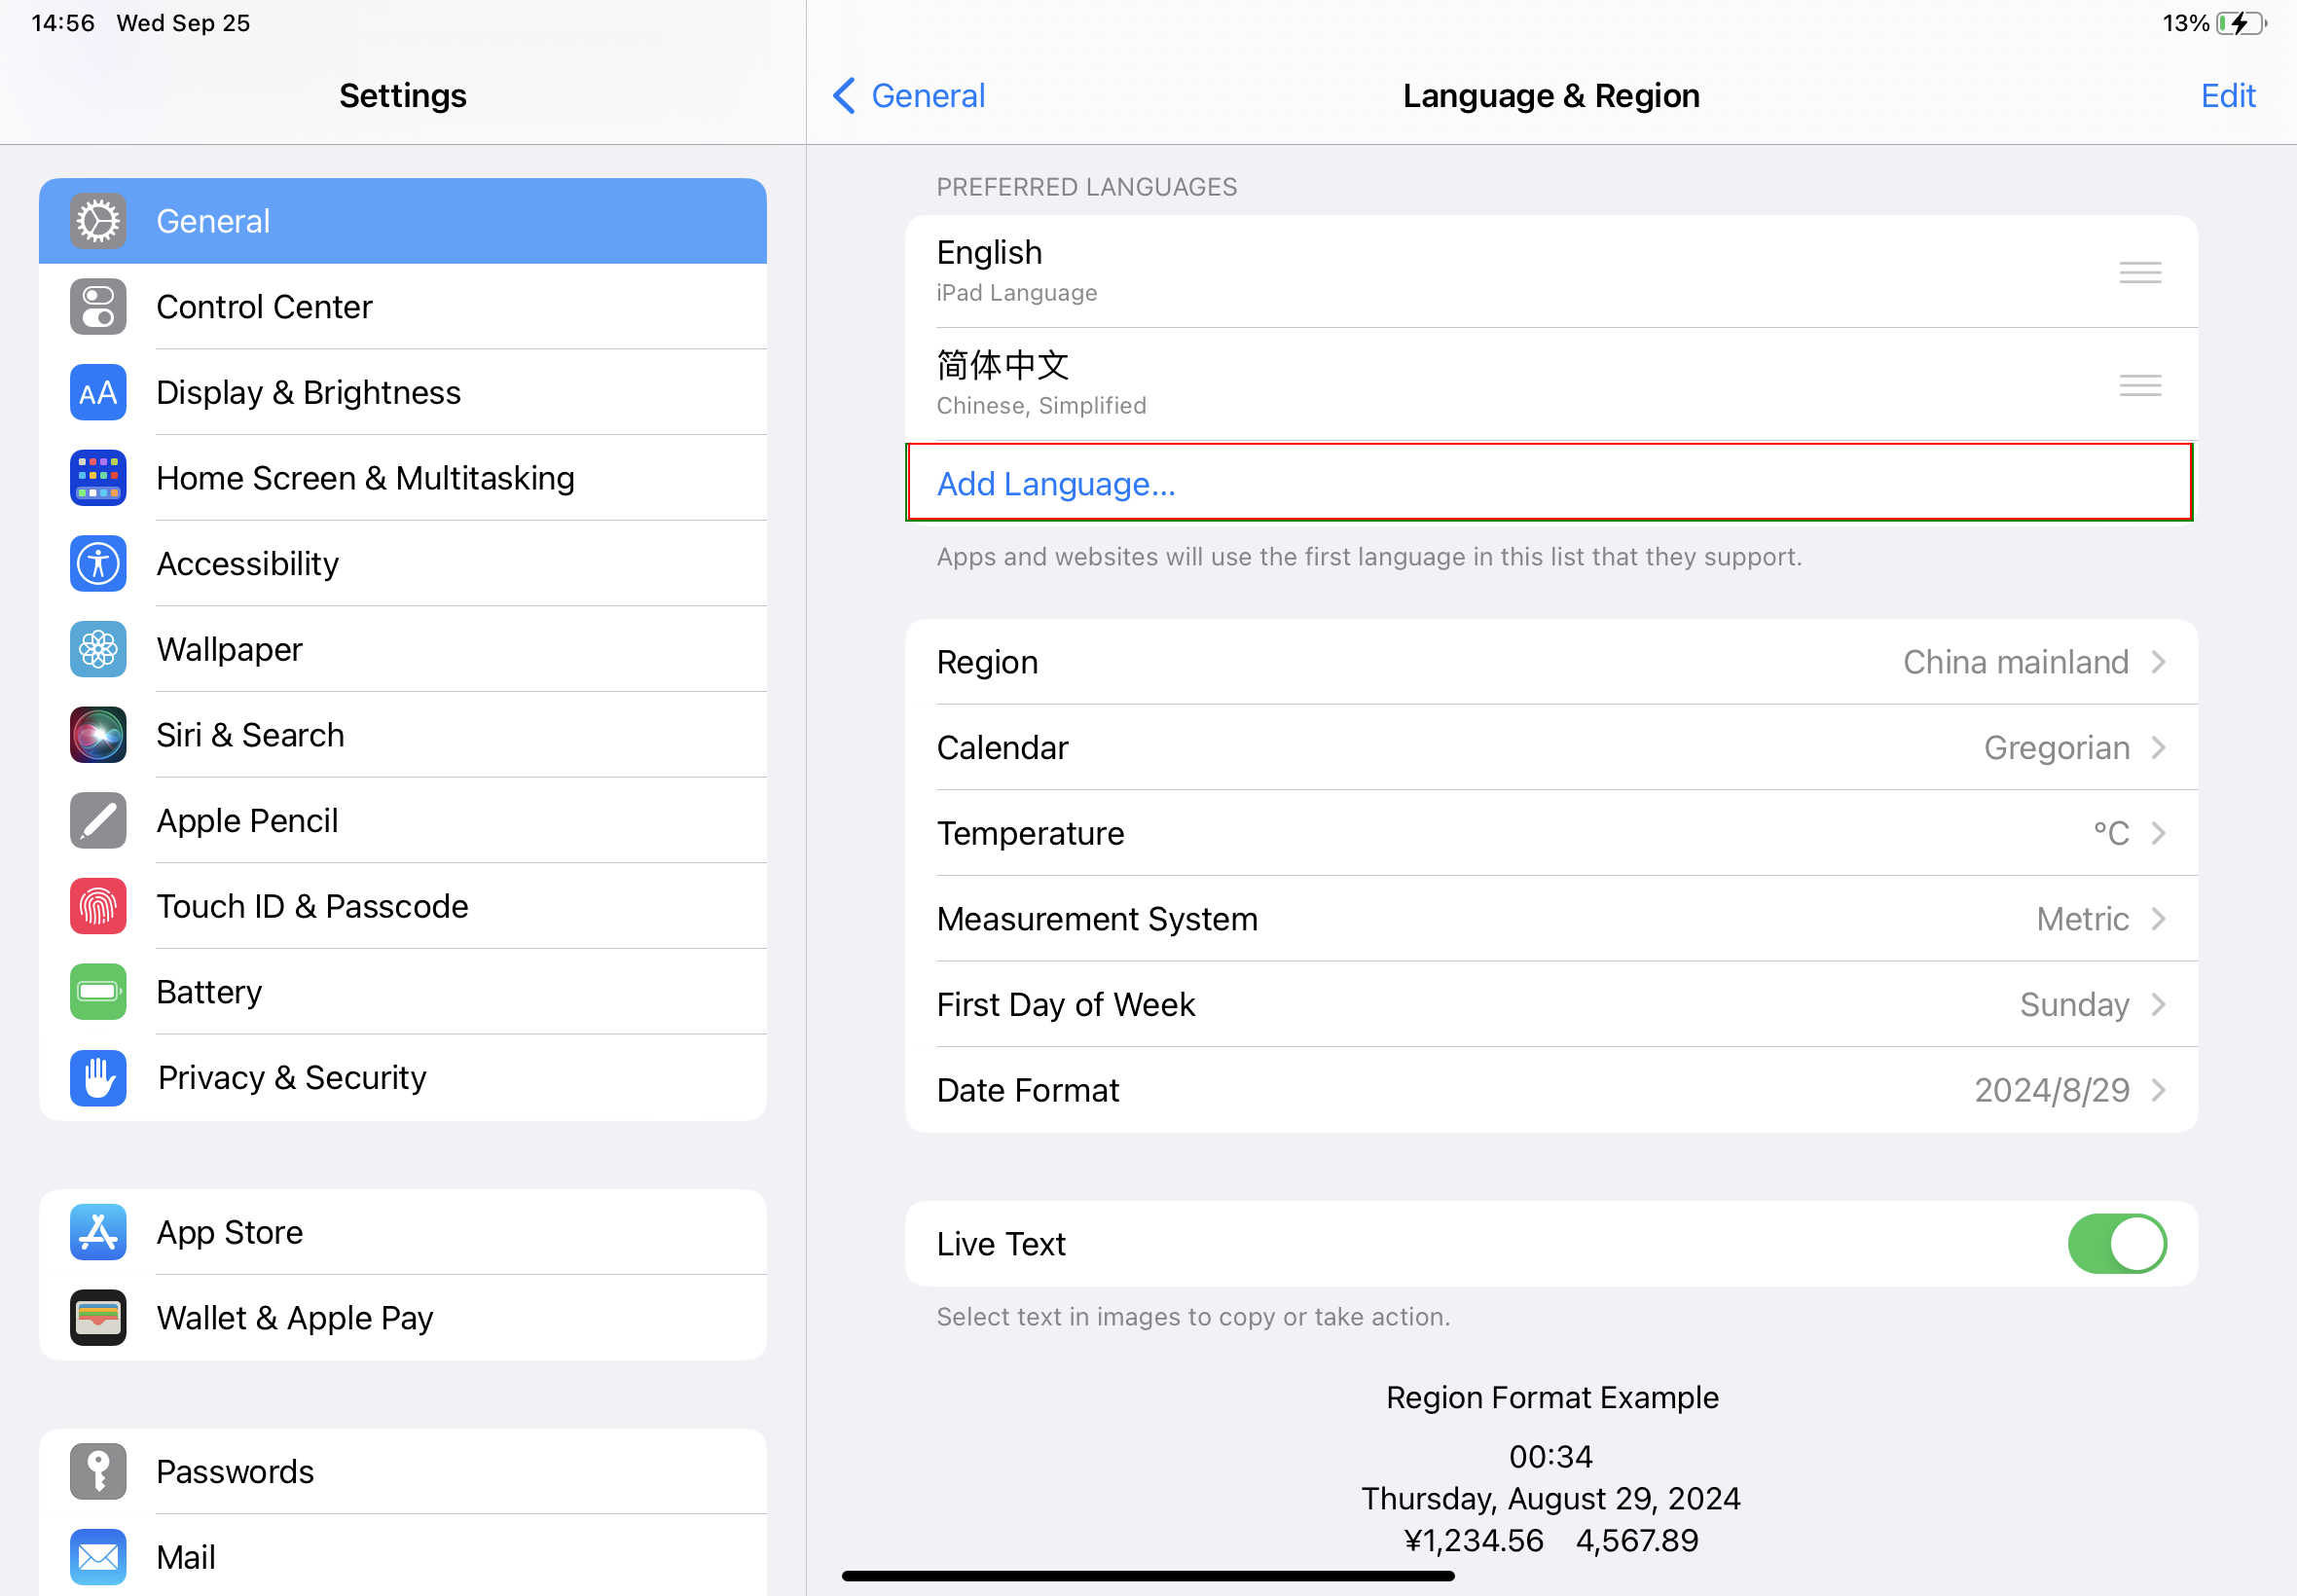 14:56 Wed Sep 25
13%
Settings
General
Control Center
Display & Brightness
Home Screen & Multitasking
Accessibility
Wallpaper
Siri & Search
Apple Pencil
Touch ID & Passcode
Battery
Privacy & Security
App Store
Wallet & Apple Pay
Passwords
Mail
General
Language & Region
Edit
PREFERRED LANGUAGES
English
iPad Language
简体中文
Chinese, Simplified
Add Language...
Apps and websites will use the first language in this list that they support.
Region China mainland
Calendar Gregorian
Temperature °C
Measurement System Metric
First Day of Week Sunday
Date Format 2024/8/29
Live Text
Select text in images to copy or take action.
Region Format Example
00:34
Thursday, August 29, 2024
¥1,234.56 4,567.89